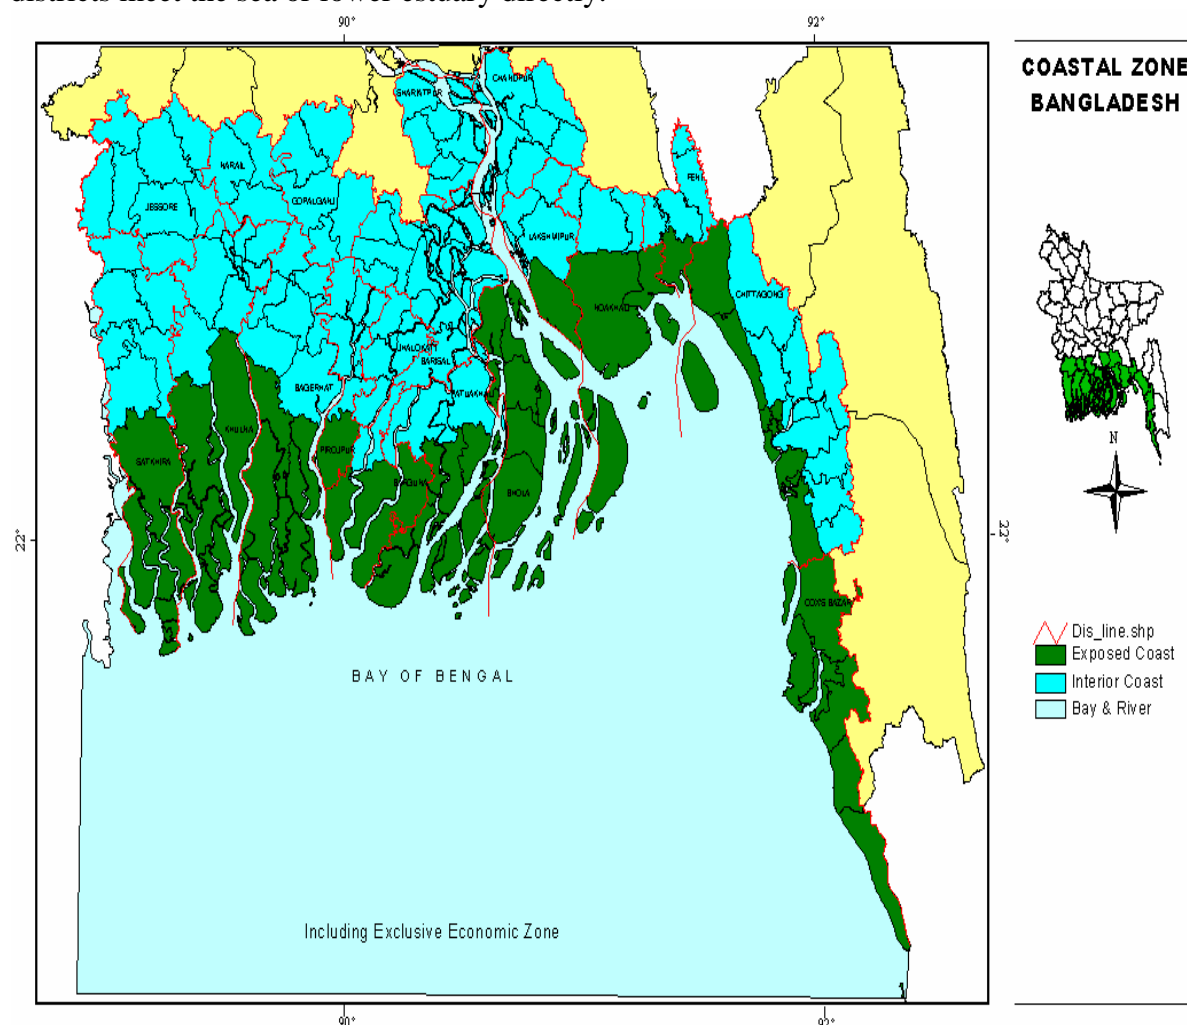 districts meet the sea or lower estuary directly.
90°
92°
COASTAL ZONE
BANGLADESH
CHANDPUR
SHARIATPUR
NARAIL
FENI
JESSORE
GOPALGANJ
LAKSHMIPUR
CHITTAGONG
NOAKHALI
JHALOKATI
BARISAL
BAGERHAT
PATUAKHALI
KHULNA
N
PIROJPUR
SATKHIRA
BARGUNA
BHOLA
22°
22°
COX'S BAZAR
Dis_line.shp
Exposed Coast
Interior Coast
Bay & River
BAY OF BENGAL
Including Exclusive Economic Zone
90°
92°